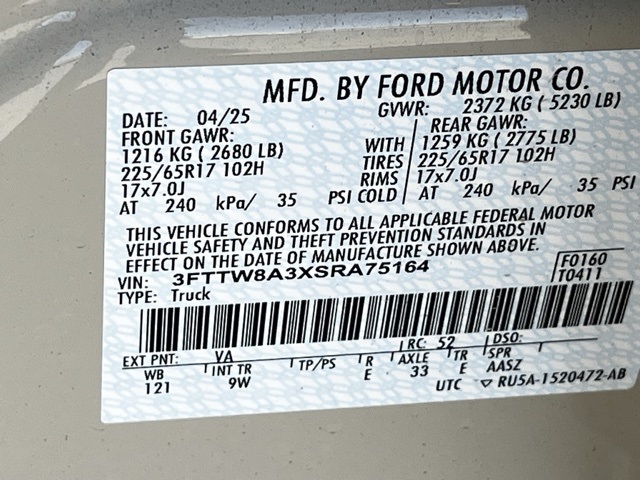 MFD. BY FORD MOTOR CO.
DATE: 04/25 GVWR: 2372 KG ( 5230 LB)
FRONT GAWR: REAR GAWR:
1216 KG ( 2680 LB) WITH 1259 KG ( 2775 LB)
225/65R17 102H TIRES 225/65R17 102H
17x7.0J RIMS 17x7.0J
AT 240 kPa/ 35 PSI COLD AT 240 kPa/ 35 PSI
THIS VEHICLE CONFORMS TO ALL APPLICABLE FEDERAL MOTOR
VEHICLE SAFETY AND THEFT PREVENTION STANDARDS IN
EFFECT ON THE DATE OF MANUFACTURE SHOWN ABOVE.
VIN: 3FTTW8A3XSRA75164 F0160
TYPE: Truck T0411
EXT PNT: VA RC: 52 DSO:
WB INT TR TP/PS R AXLE TR SPR
121 9W E 33 E AASZ
UTC ▽ RU5A-1520472-AB